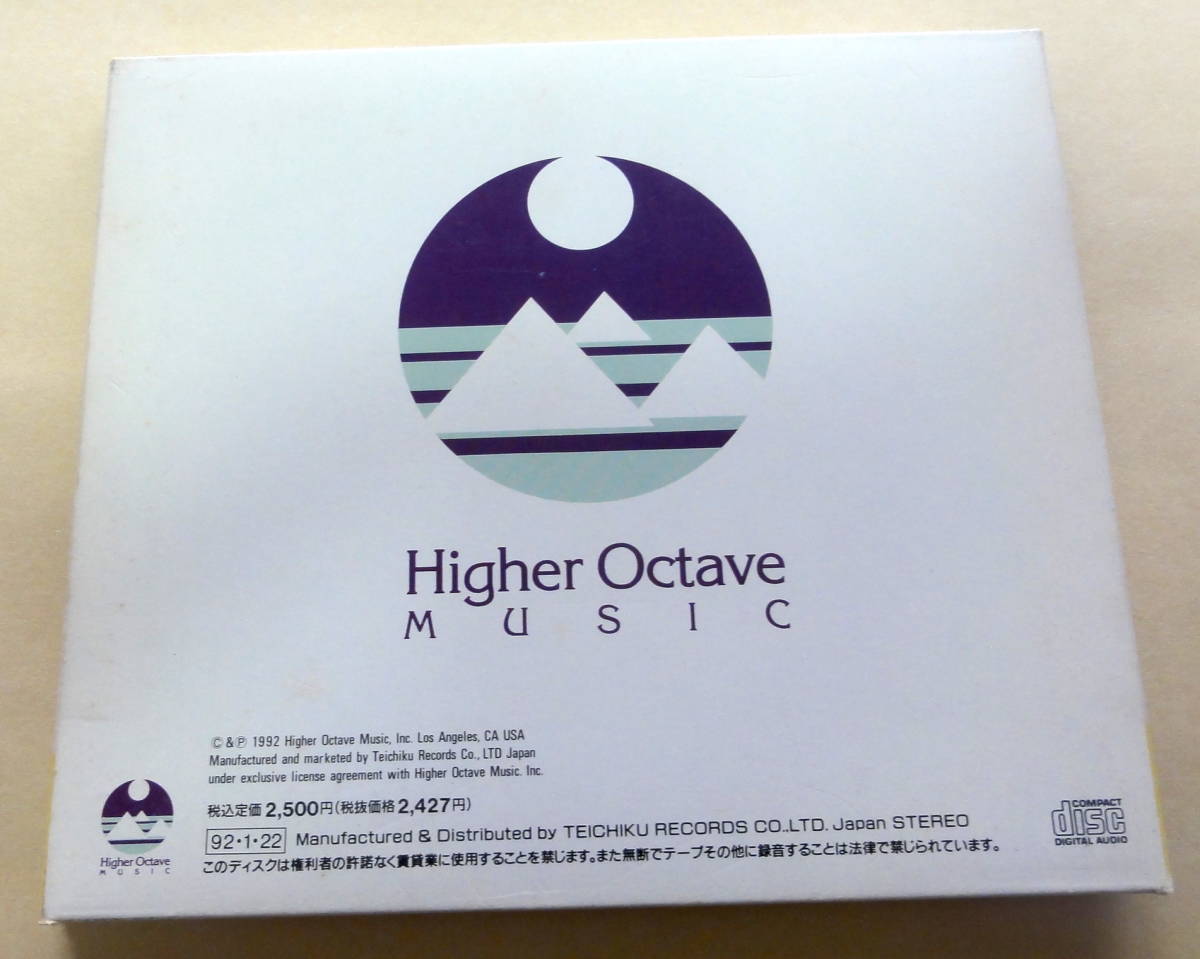 Higher Octave
MUSIC
©&℗ 1992 Higher Octave Music, Inc. Los Angeles, CA USA
Manufactured and marketed by Teichiku Records Co., LTD Japan
under exclusive license agreement with Higher Octave Music. Inc.
税込定価2,500円(税抜価格2,427円)
92・1・22 Manufactured & Distributed by TEICHIKU RECORDS CO.,LTD. Japan STEREO
このディスクは権利者の許諾なく賃貸業に使用することを禁じます。また無断でテープその他に録音することは法律で禁じられています。
Higher Octave
MUSIC
COMPACT
disc
DIGITAL AUDIO